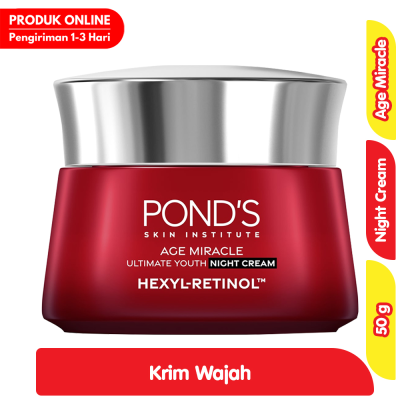 PRODUK ONLINE
Pengiriman 1-3 Hari
POND'S
SKIN INSTITUTE
AGE MIRACLE
ULTIMATE YOUTH NIGHT CREAM
HEXYL-RETINOL™
Age Miracle
Night Cream
50 g
Krim Wajah